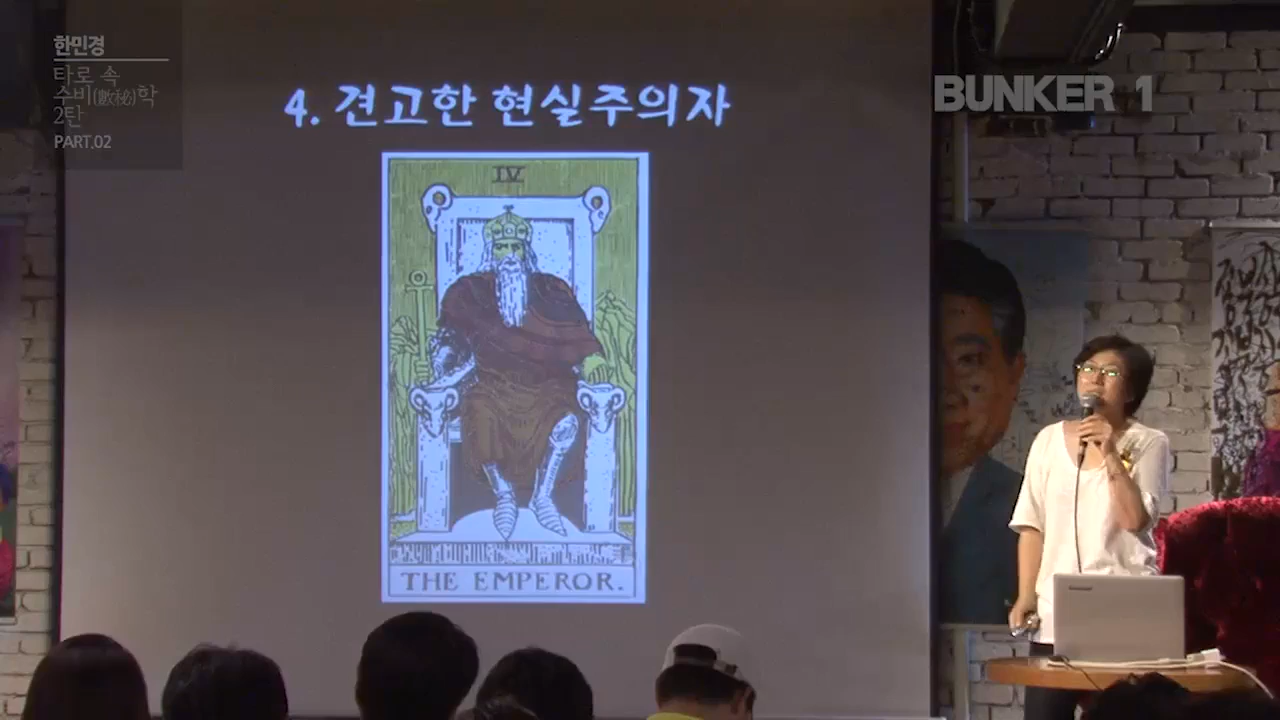 한민경
타로 속
수비(數秘)학
2탄
PART.02
BUNKER 1
4. 견고한 현실주의자
IV
THE EMPEROR.